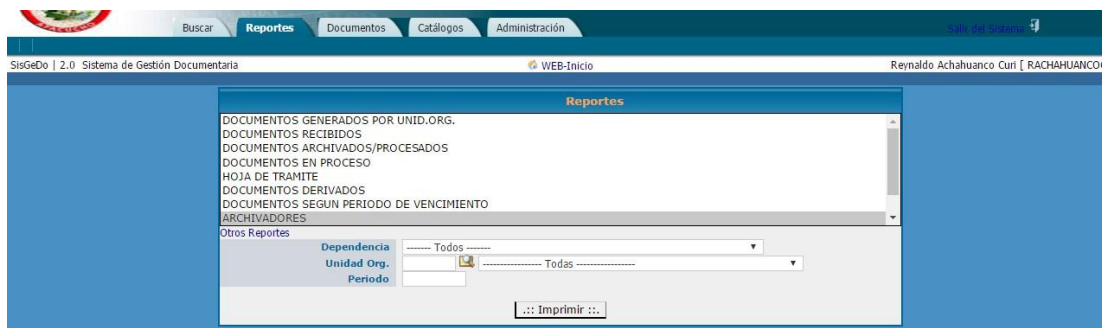 AYACUCHO
Buscar Reportes Documentos Catálogos Administración Salir del Sistema
SisGeDo | 2.0 Sistema de Gestión Documentaria WEB-Inicio Reynaldo Achahuanco Curi [ RACHAHUANCO
Reportes
DOCUMENTOS GENERADOS POR UNID.ORG.
DOCUMENTOS RECIBIDOS
DOCUMENTOS ARCHIVADOS/PROCESADOS
DOCUMENTOS EN PROCESO
HOJA DE TRAMITE
DOCUMENTOS DERIVADOS
DOCUMENTOS SEGUN PERIODO DE VENCIMIENTO
ARCHIVADORES
Otros Reportes
Dependencia ------- Todos -------
Unidad Org. ----------------- Todas -----------------
Periodo
.:: Imprimir ::.